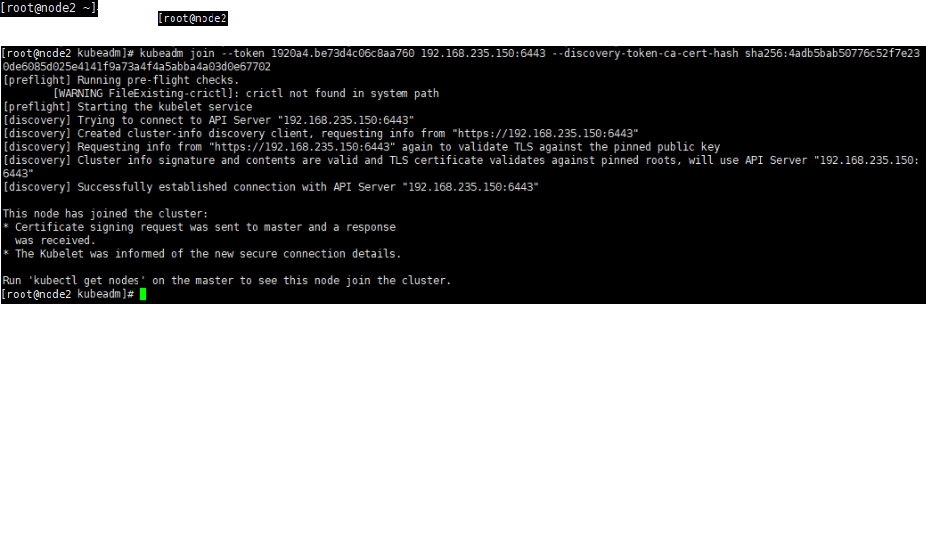 [root@node2 ~]
[root@node2
[root@node2 kubeadm]# kubeadm join --token 1920a4.be73d4c06c8aa760 192.168.235.150:6443 --discovery-token-ca-cert-hash sha256:4adb5bab50776c52f7e23
0de6085d025e4141f9a73a4f4a5abba4a03d0e67702
[preflight] Running pre-flight checks.
        [WARNING FileExisting-crictl]: crictl not found in system path
[preflight] Starting the kubelet service
[discovery] Trying to connect to API Server "192.168.235.150:6443"
[discovery] Created cluster-info discovery client, requesting info from "https://192.168.235.150:6443"
[discovery] Requesting info from "https://192.168.235.150:6443" again to validate TLS against the pinned public key
[discovery] Cluster info signature and contents are valid and TLS certificate validates against pinned roots, will use API Server "192.168.235.150:
6443"
[discovery] Successfully established connection with API Server "192.168.235.150:6443"
This node has joined the cluster:
* Certificate signing request was sent to master and a response
  was received.
* The Kubelet was informed of the new secure connection details.
Run 'kubectl get nodes' on the master to see this node join the cluster.
[root@node2 kubeadm]#